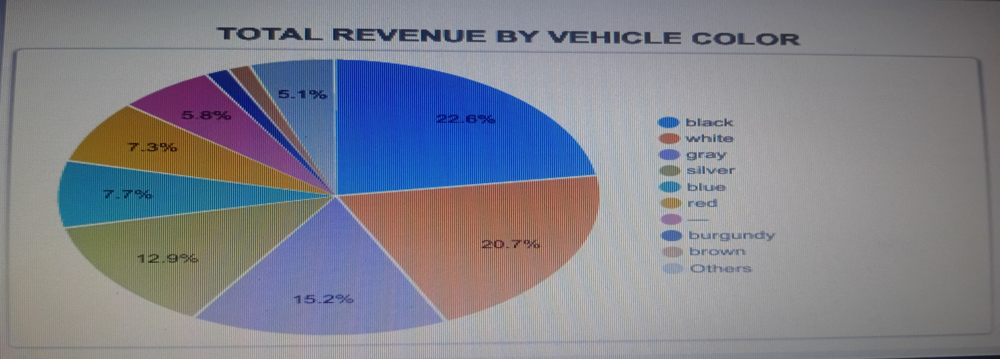 TOTAL REVENUE BY VEHICLE COLOR
5.1%
22.6%
5.8%
7.3%
7.7%
20.7%
12.9%
15.2%
black
white
gray
silver
blue
red
—
burgundy
brown
Others